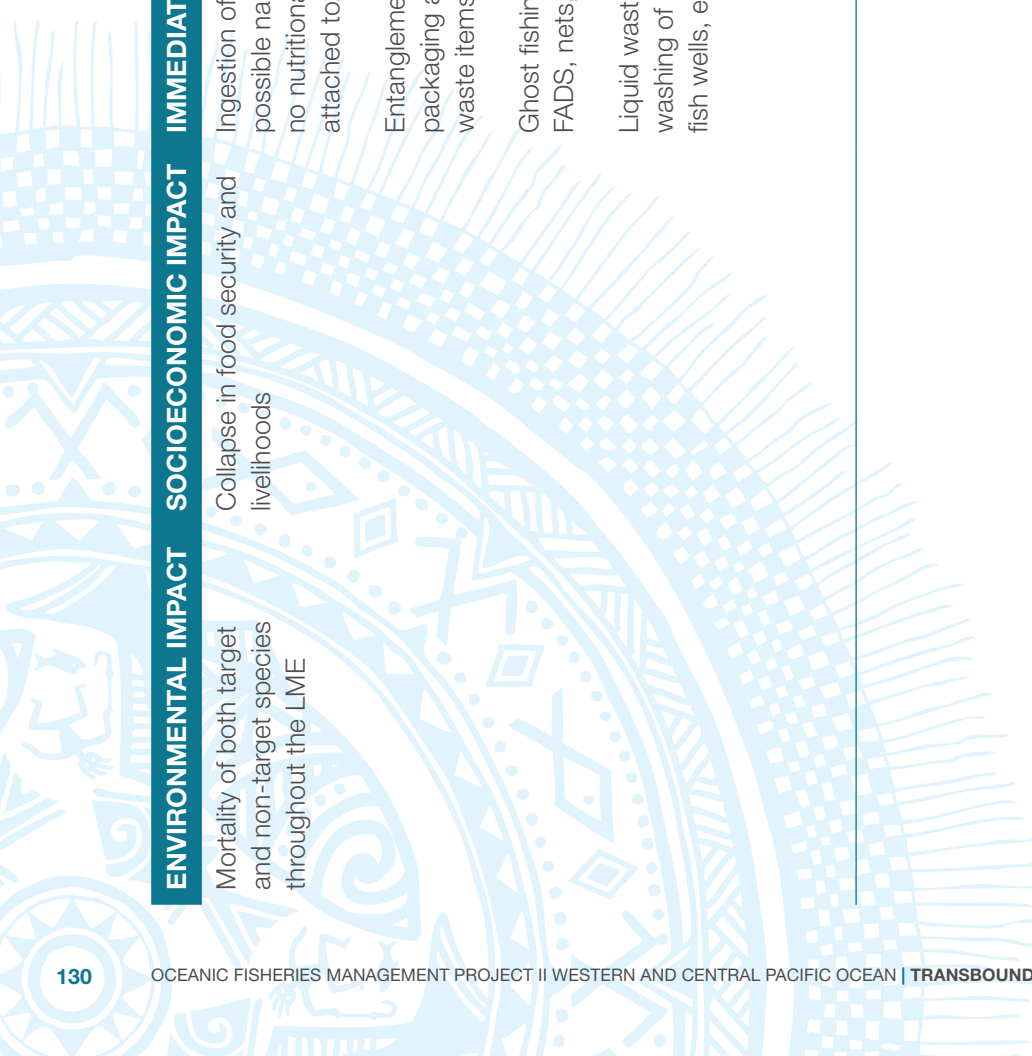 ENVIRONMENTAL IMPACT SOCIOECONOMIC IMPACT IMMEDIAT
Mortality of both target
and non-target species
throughout the LME
Collapse in food security and
livelihoods
Ingestion of
possible na
no nutritiona
attached to
Entangleme
packaging a
waste items
Ghost fishin
FADS, nets,
Liquid wast
washing of
fish wells, e
130 OCEANIC FISHERIES MANAGEMENT PROJECT II WESTERN AND CENTRAL PACIFIC OCEAN | TRANSBOUND